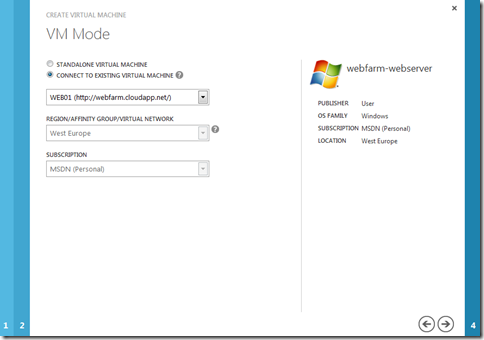 CREATE VIRTUAL MACHINE
VM Mode
STANDALONE VIRTUAL MACHINE
CONNECT TO EXISTING VIRTUAL MACHINE ?
WEB01 (http://webfarm.cloudapp.net/)
REGION/AFFINITY GROUP/VIRTUAL NETWORK
West Europe ?
SUBSCRIPTION
MSDN (Personal)
webfarm-webserver
PUBLISHER User
OS FAMILY Windows
SUBSCRIPTION MSDN (Personal)
LOCATION West Europe
1 2
4